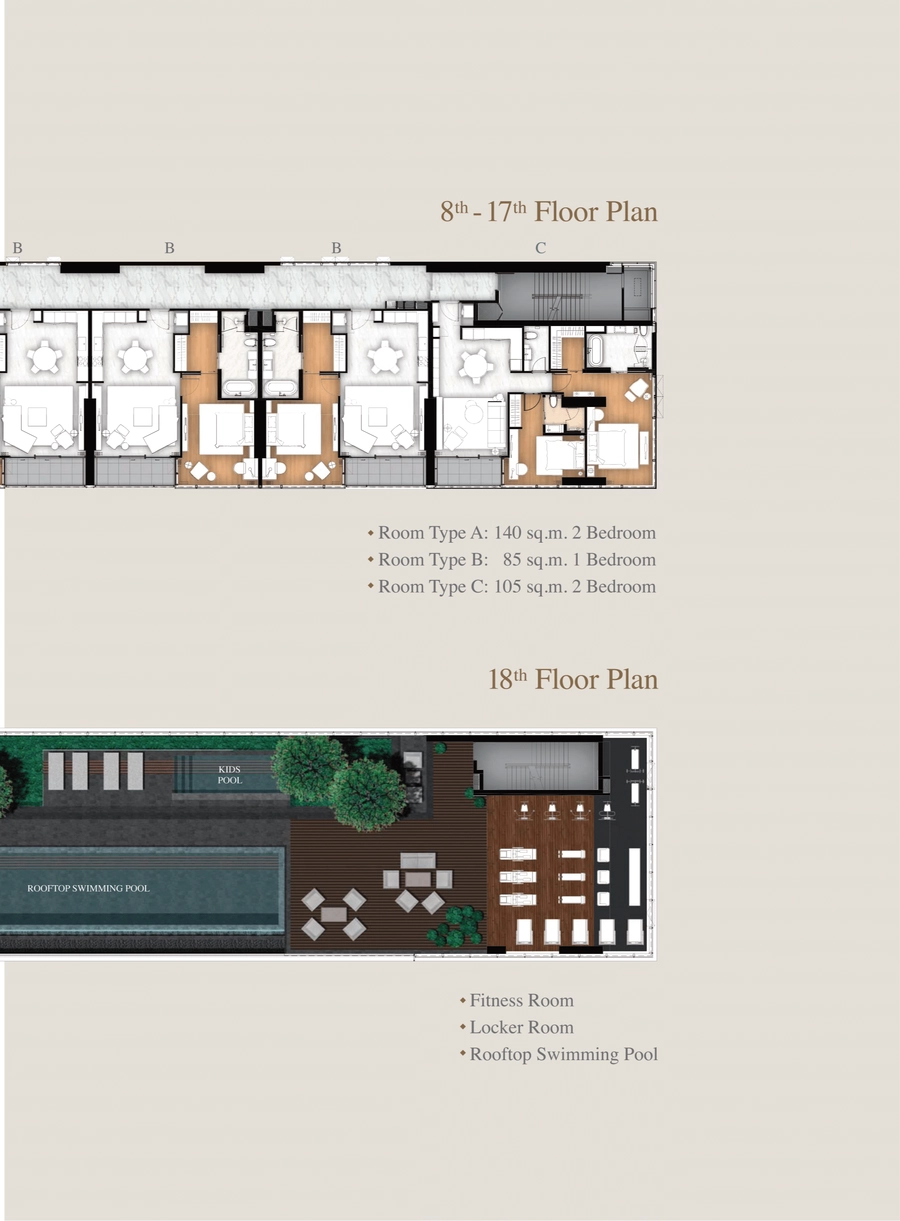 8th - 17th Floor Plan
B B B C
Room Type A: 140 sq.m. 2 Bedroom
Room Type B: 85 sq.m. 1 Bedroom
Room Type C: 105 sq.m. 2 Bedroom
18th Floor Plan
KIDS
POOL
ROOFTOP SWIMMING POOL
Fitness Room
Locker Room
Rooftop Swimming Pool